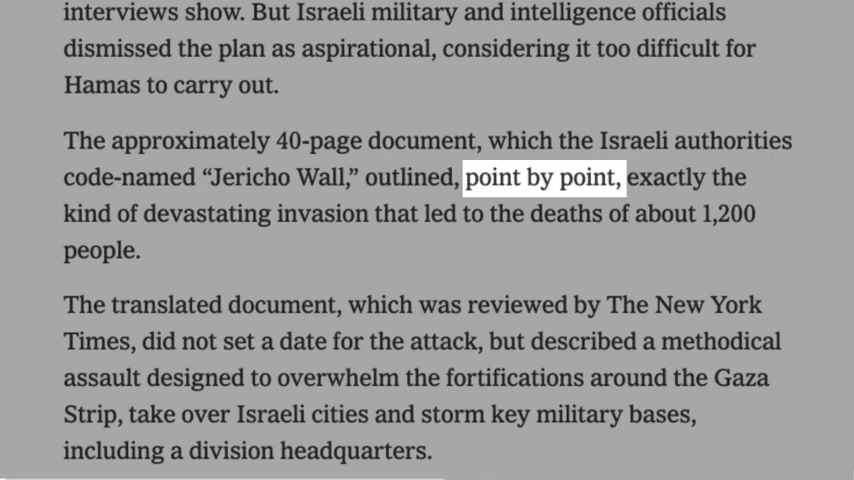 interviews show. But Israeli military and intelligence officials
dismissed the plan as aspirational, considering it too difficult for
Hamas to carry out.
The approximately 40-page document, which the Israeli authorities
code-named “Jericho Wall,” outlined, point by point, exactly the
kind of devastating invasion that led to the deaths of about 1,200
people.
The translated document, which was reviewed by The New York
Times, did not set a date for the attack, but described a methodical
assault designed to overwhelm the fortifications around the Gaza
Strip, take over Israeli cities and storm key military bases,
including a division headquarters.